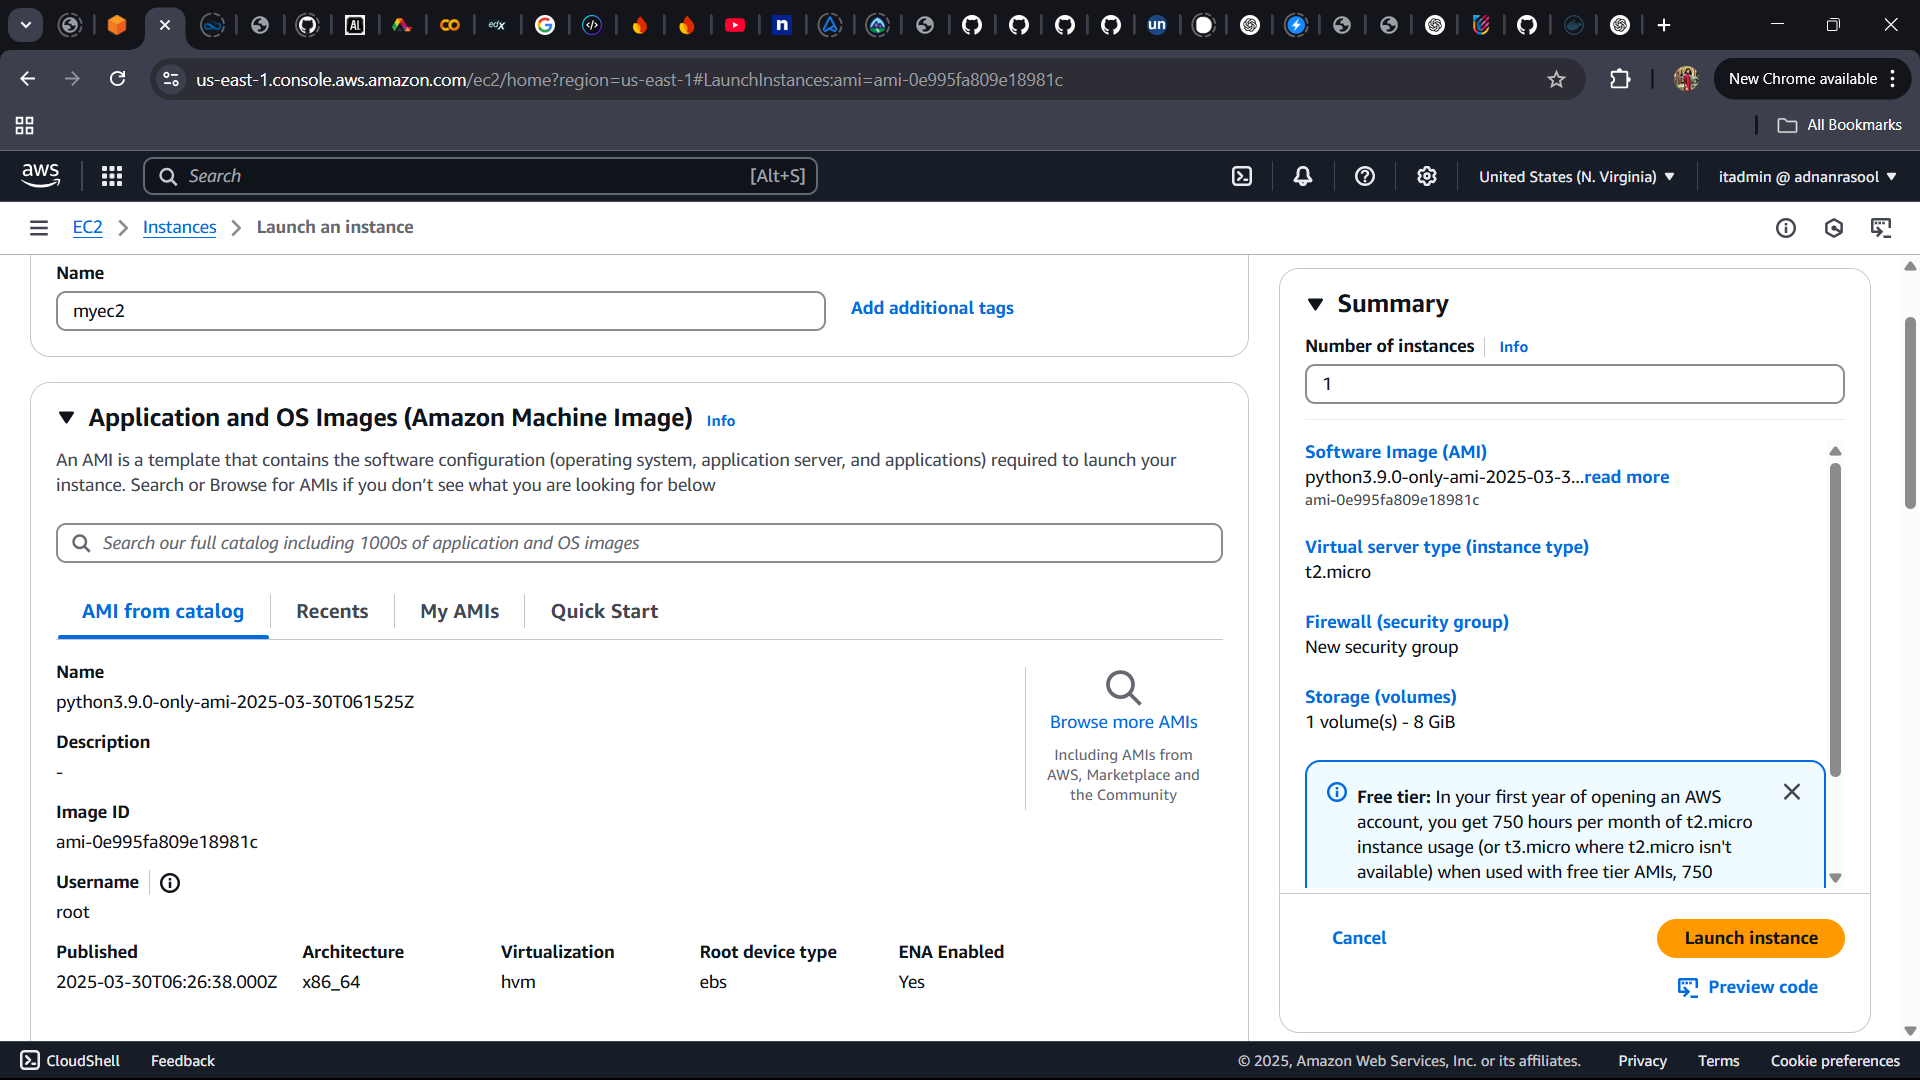 us-east-1.console.aws.amazon.com/ec2/home?region=us-east-1#LaunchInstances:ami=ami-0e995fa809e18981c
New Chrome available
All Bookmarks
aws
Search
[Alt+S]
United States (N. Virginia)
itadmin @ adnanrasool
EC2
Instances
Launch an instance
Name
myec2
Add additional tags
Application and OS Images (Amazon Machine Image)
Info
An AMI is a template that contains the software configuration (operating system, application server, and applications) required to launch your
instance. Search or Browse for AMIs if you don’t see what you are looking for below
Search our full catalog including 1000s of application and OS images
AMI from catalog
Recents
My AMIs
Quick Start
Name
python3.9.0-only-ami-2025-03-30T061525Z
Description
-
Image ID
ami-0e995fa809e18981c
Username
root
Published
Architecture
Virtualization
Root device type
ENA Enabled
2025-03-30T06:26:38.000Z
x86_64
hvm
ebs
Yes
Browse more AMIs
Including AMIs from
AWS, Marketplace and
the Community
Summary
Number of instances
Info
1
Software Image (AMI)
python3.9.0-only-ami-2025-03-3...read more
ami-0e995fa809e18981c
Virtual server type (instance type)
t2.micro
Firewall (security group)
New security group
Storage (volumes)
1 volume(s) - 8 GiB
Free tier: In your first year of opening an AWS
account, you get 750 hours per month of t2.micro
instance usage (or t3.micro where t2.micro isn't
available) when used with free tier AMIs, 750
Cancel
Launch instance
Preview code
CloudShell
Feedback
© 2025, Amazon Web Services, Inc. or its affiliates.
Privacy
Terms
Cookie preferences